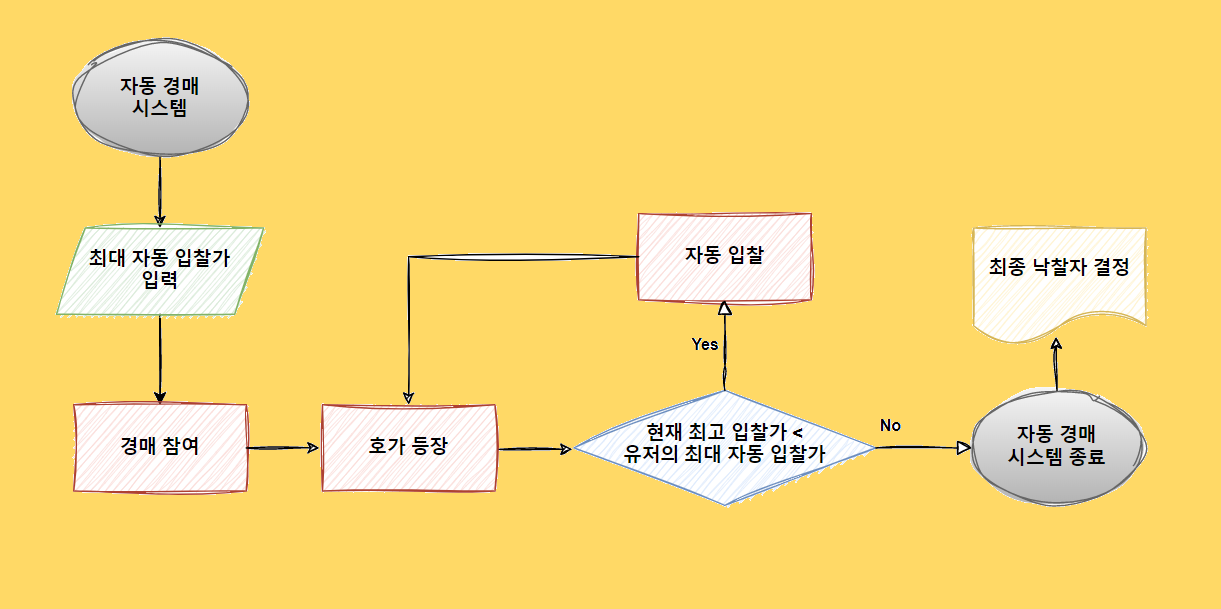 자동 경매
시스템
최대 자동 입찰가
입력
경매 참여
호가 등장
현재 최고 입찰가 <
유저의 최대 자동 입찰가
Yes
자동 입찰
No
자동 경매
시스템 종료
최종 낙찰자 결정